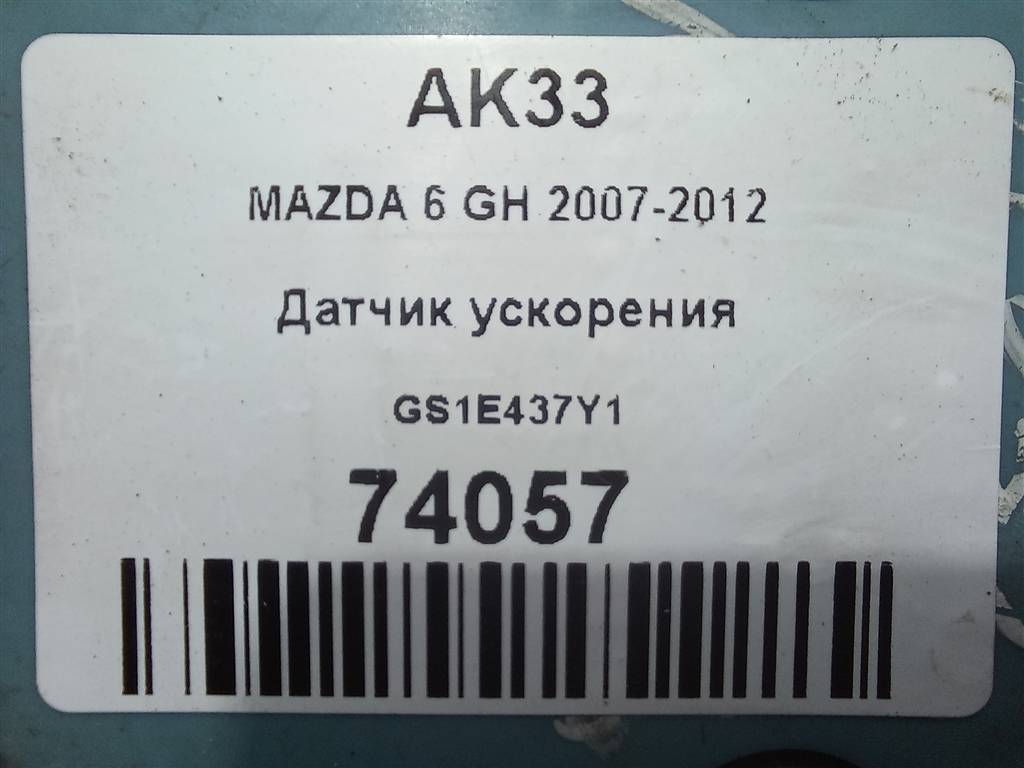 AK33
MAZDA 6 GH 2007-2012
Датчик ускорения
GS1E437Y1
74057